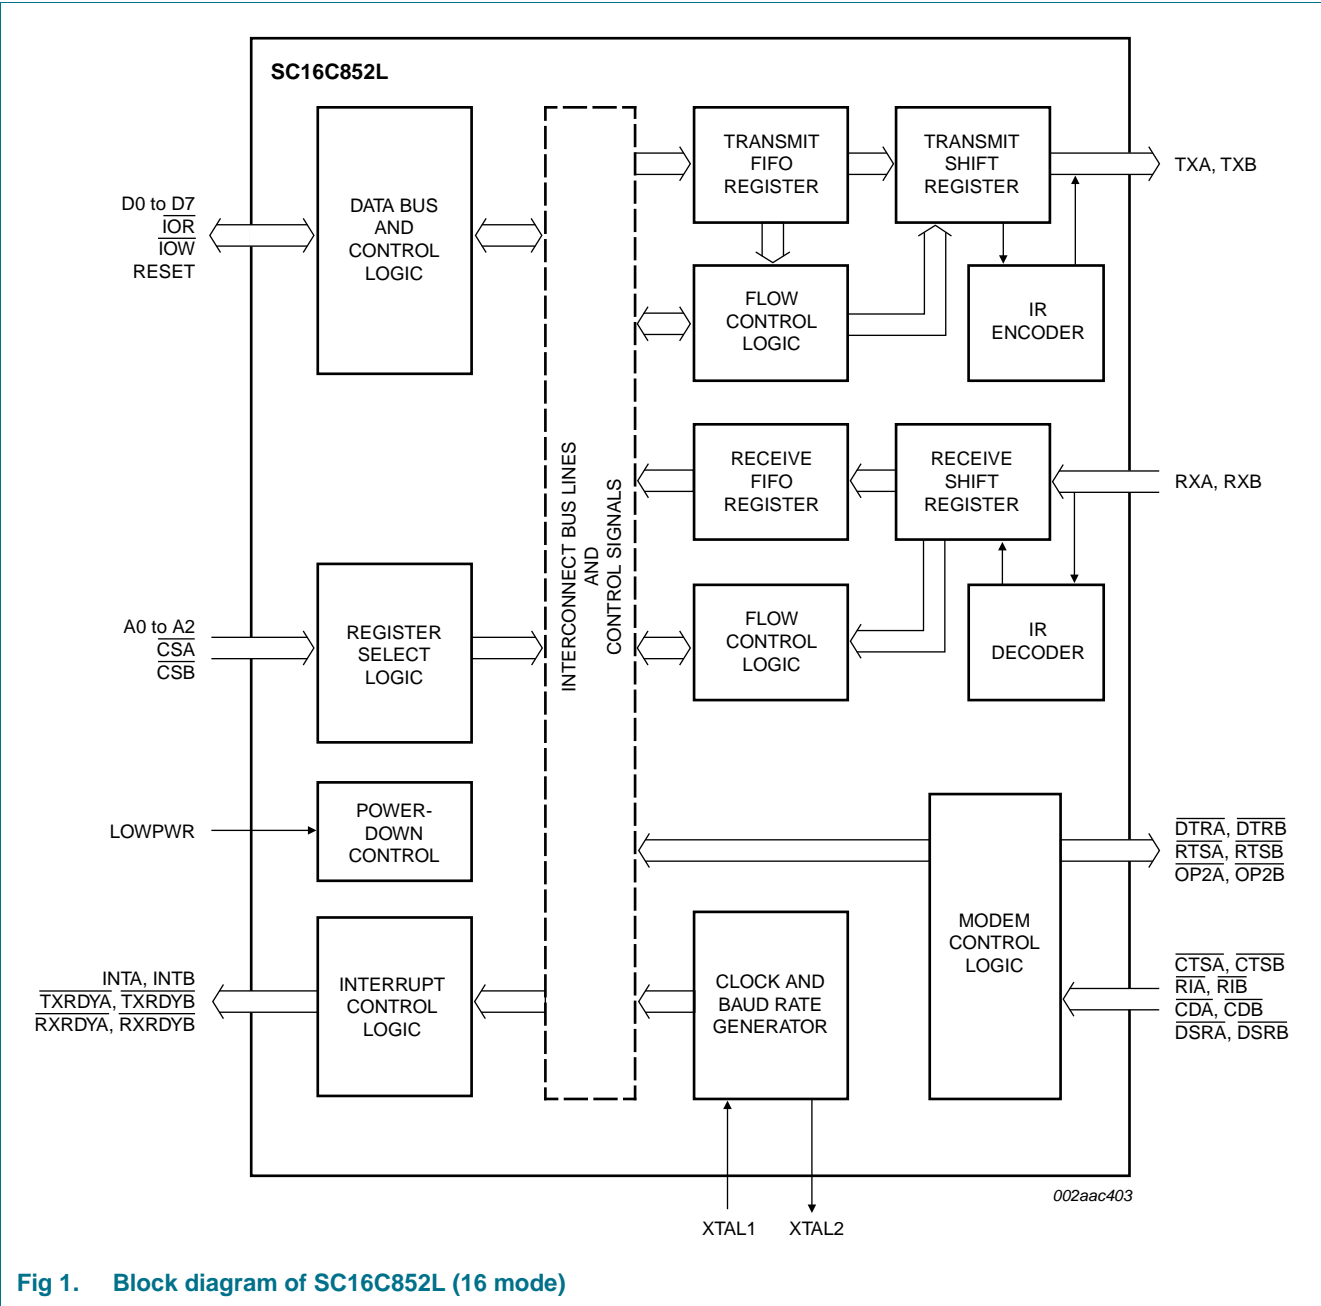 SC16C852L
D0 to D7
IOR
IOW
RESET
DATA BUS
AND
CONTROL
LOGIC
TRANSMIT
FIFO
REGISTER
TRANSMIT
SHIFT
REGISTER
TXA, TXB
FLOW
CONTROL
LOGIC
IR
ENCODER
INTERCONNECT BUS LINES
AND
CONTROL SIGNALS
RECEIVE
FIFO
REGISTER
RECEIVE
SHIFT
REGISTER
RXA, RXB
A0 to A2
CSA
CSB
REGISTER
SELECT
LOGIC
FLOW
CONTROL
LOGIC
IR
DECODER
LOWPWR
POWER-
DOWN
CONTROL
DTRA, DTRB
RTSA, RTSB
OP2A, OP2B
MODEM
CONTROL
LOGIC
INTA, INTB
TXRDYA, TXRDYB
RXRDYA, RXRDYB
INTERRUPT
CONTROL
LOGIC
CLOCK AND
BAUD RATE
GENERATOR
CTSA, CTSB
RIA, RIB
CDA, CDB
DSRA, DSRB
002aac403
XTAL1
XTAL2
Fig 1. Block diagram of SC16C852L (16 mode)